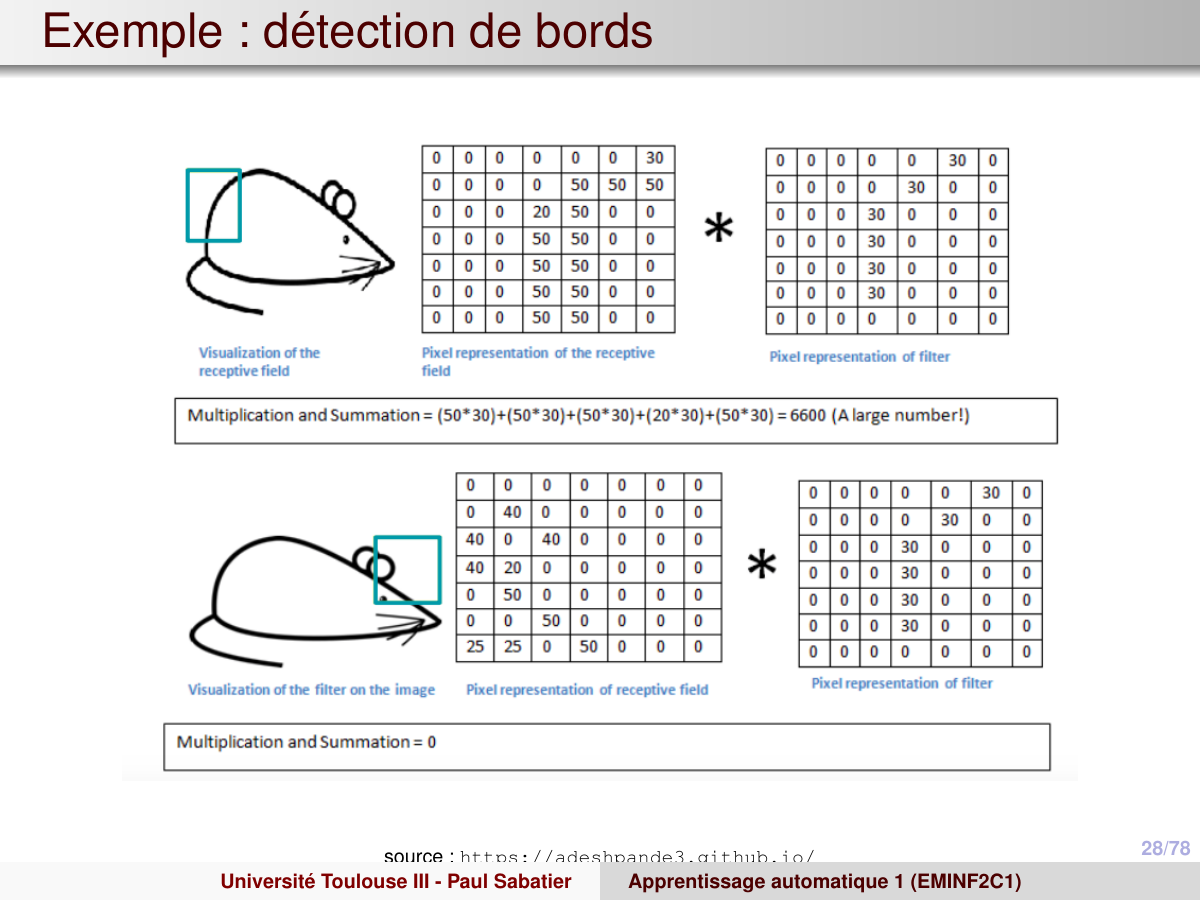 Exemple : détection de bords
0 0 0 0 0 0 30
0 0 0 0 50 50 50
0 0 0 20 50 0 0
0 0 0 50 50 0 0
0 0 0 50 50 0 0
0 0 0 50 50 0 0
0 0 0 50 50 0 0
*
0 0 0 0 0 30 0
0 0 0 0 30 0 0
0 0 0 30 0 0 0
0 0 0 30 0 0 0
0 0 0 30 0 0 0
0 0 0 30 0 0 0
0 0 0 0 0 0 0
Visualization of the
receptive field
Pixel representation of the receptive
field
Pixel representation of filter
Multiplication and Summation = (50*30)+(50*30)+(50*30)+(20*30)+(50*30) = 6600 (A large number!)
0 0 0 0 0 0 0
0 40 0 0 0 0 0
40 0 40 0 0 0 0
40 20 0 0 0 0 0
0 50 0 0 0 0 0
0 0 50 0 0 0 0
25 25 0 50 0 0 0
*
0 0 0 0 0 30 0
0 0 0 0 30 0 0
0 0 0 30 0 0 0
0 0 0 30 0 0 0
0 0 0 30 0 0 0
0 0 0 30 0 0 0
0 0 0 0 0 0 0
Visualization of the filter on the image
Pixel representation of receptive field
Pixel representation of filter
Multiplication and Summation = 0
source : https://adeshpande3.github.io/
28/78
Université Toulouse III - Paul Sabatier
Apprentissage automatique 1 (EMINF2C1)